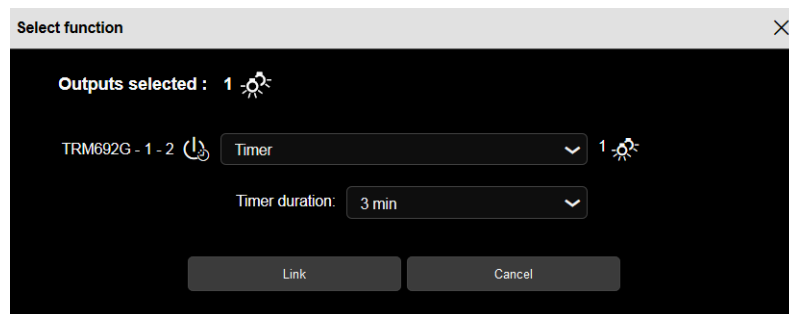 Select function
Outputs selected : 1
TRM692G - 1 - 2 Timer 1
Timer duration: 3 min
Link Cancel